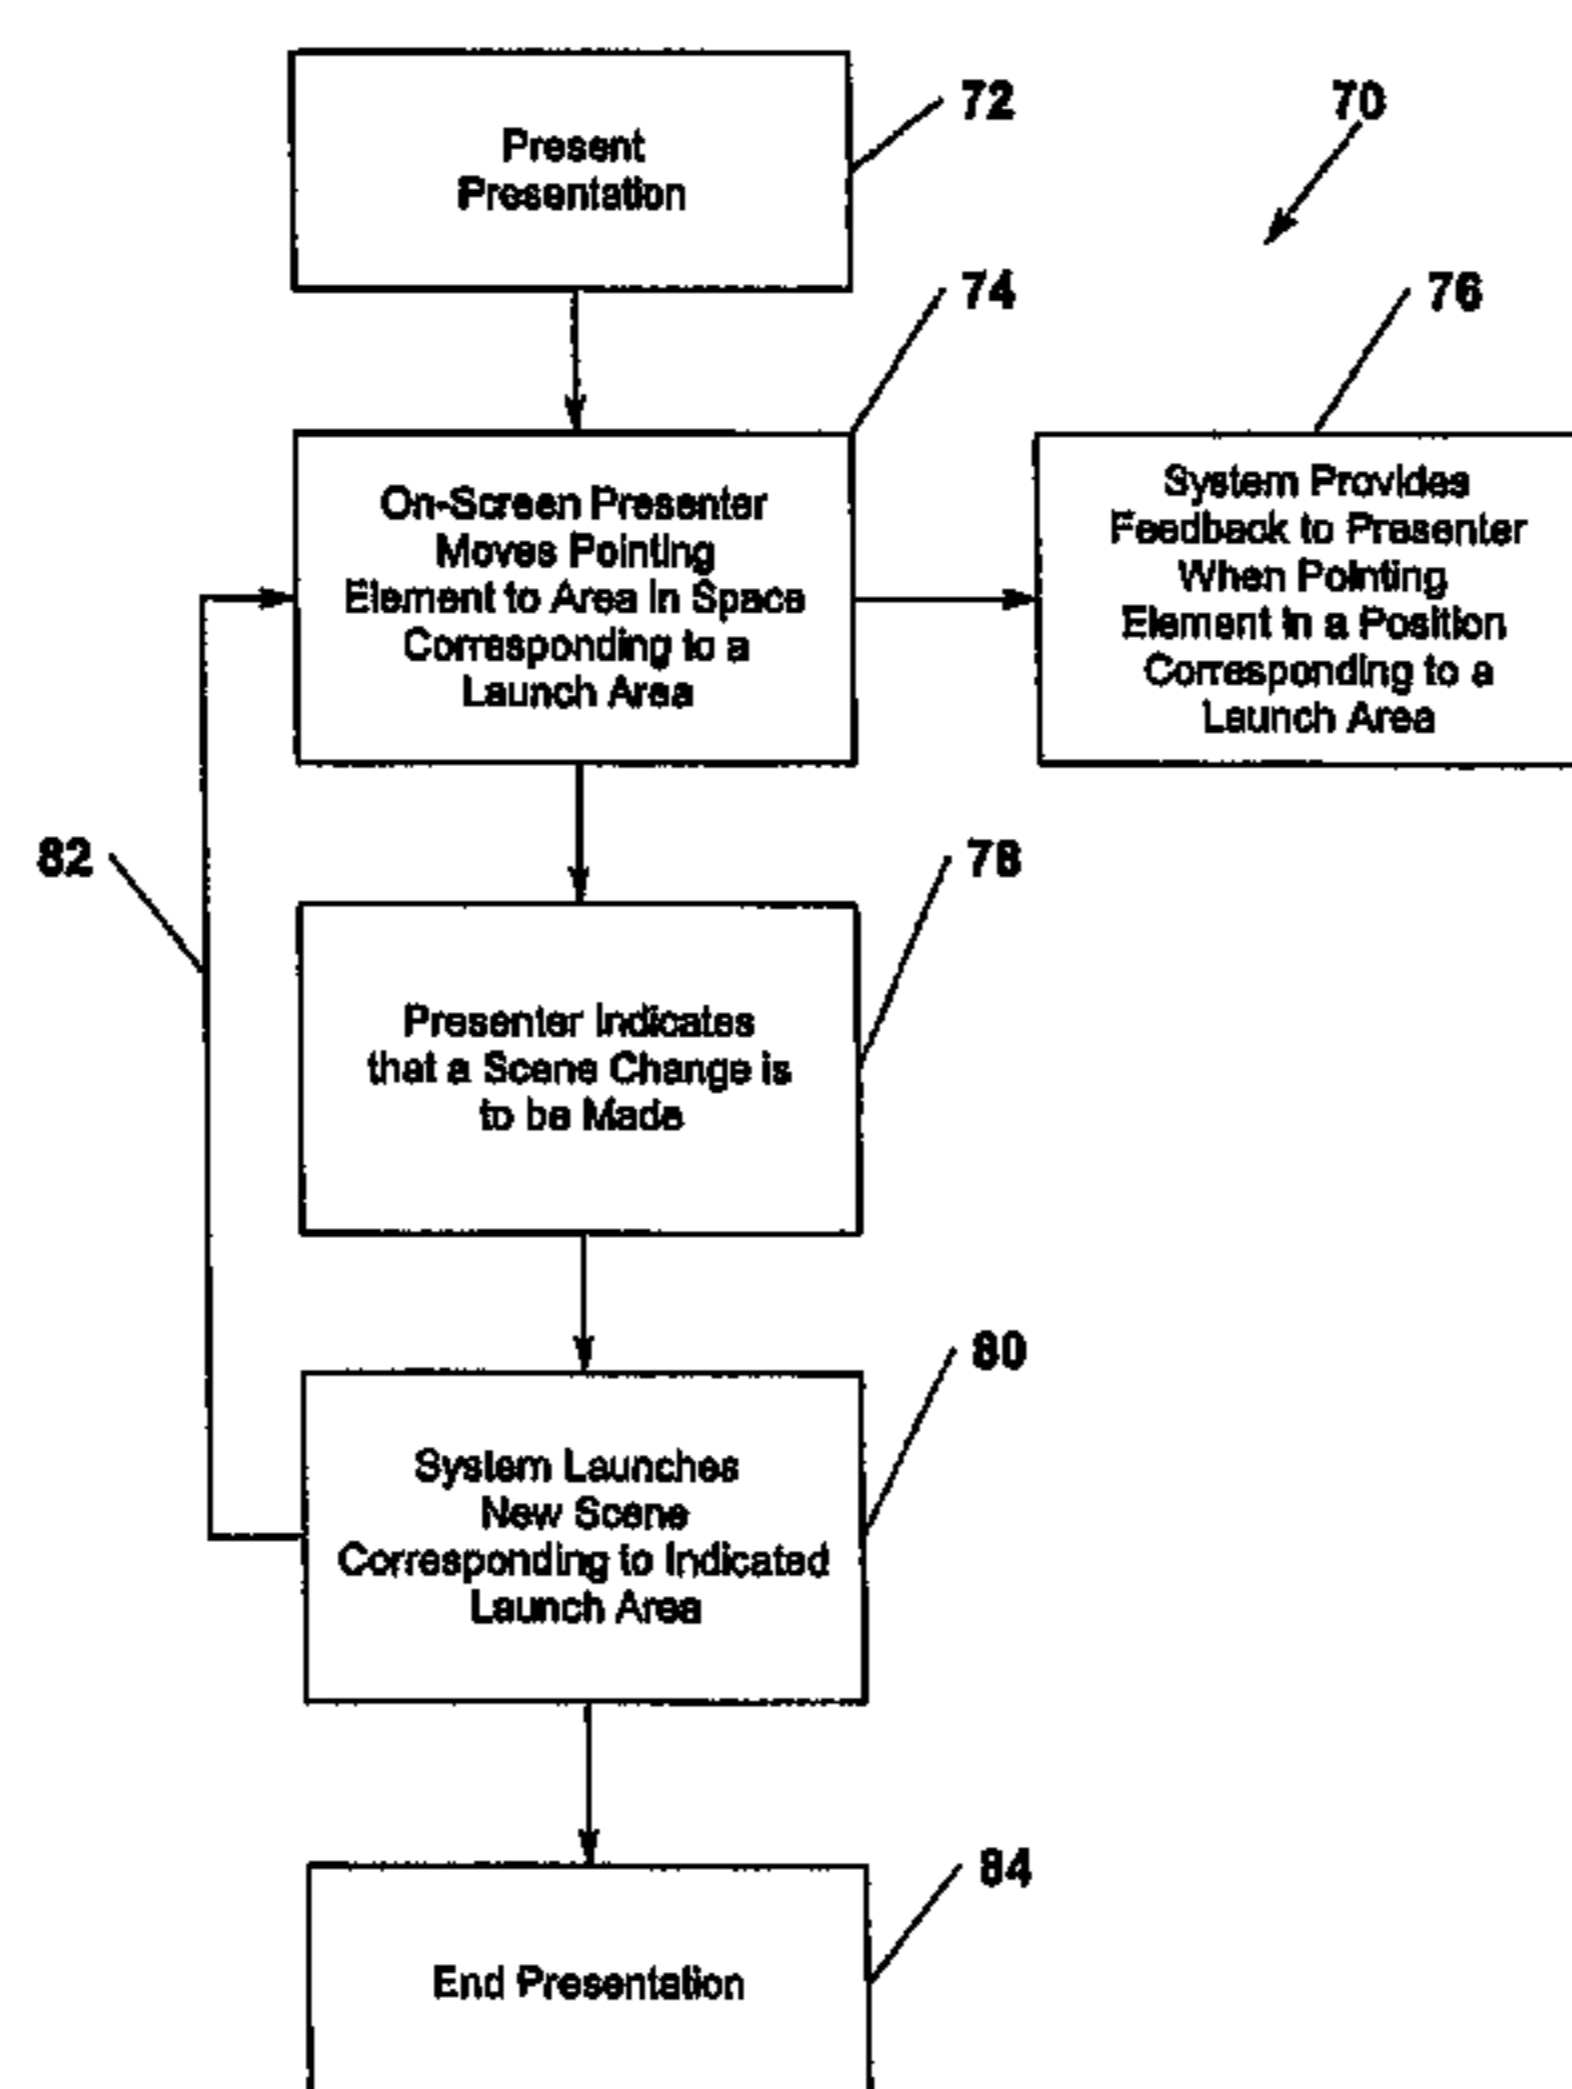 72
70
Present
Presentation
74
76
On-Screen Presenter
Moves Pointing
Element to Area in Space
Corresponding to a
Launch Area
System Provides
Feedback to Presenter
When Pointing
Element in a Position
Corresponding to a
Launch Area
82
78
Presenter Indicates
that a Scene Change is
to be Made
80
System Launches
New Scene
Corresponding to Indicated
Launch Area
84
End Presentation